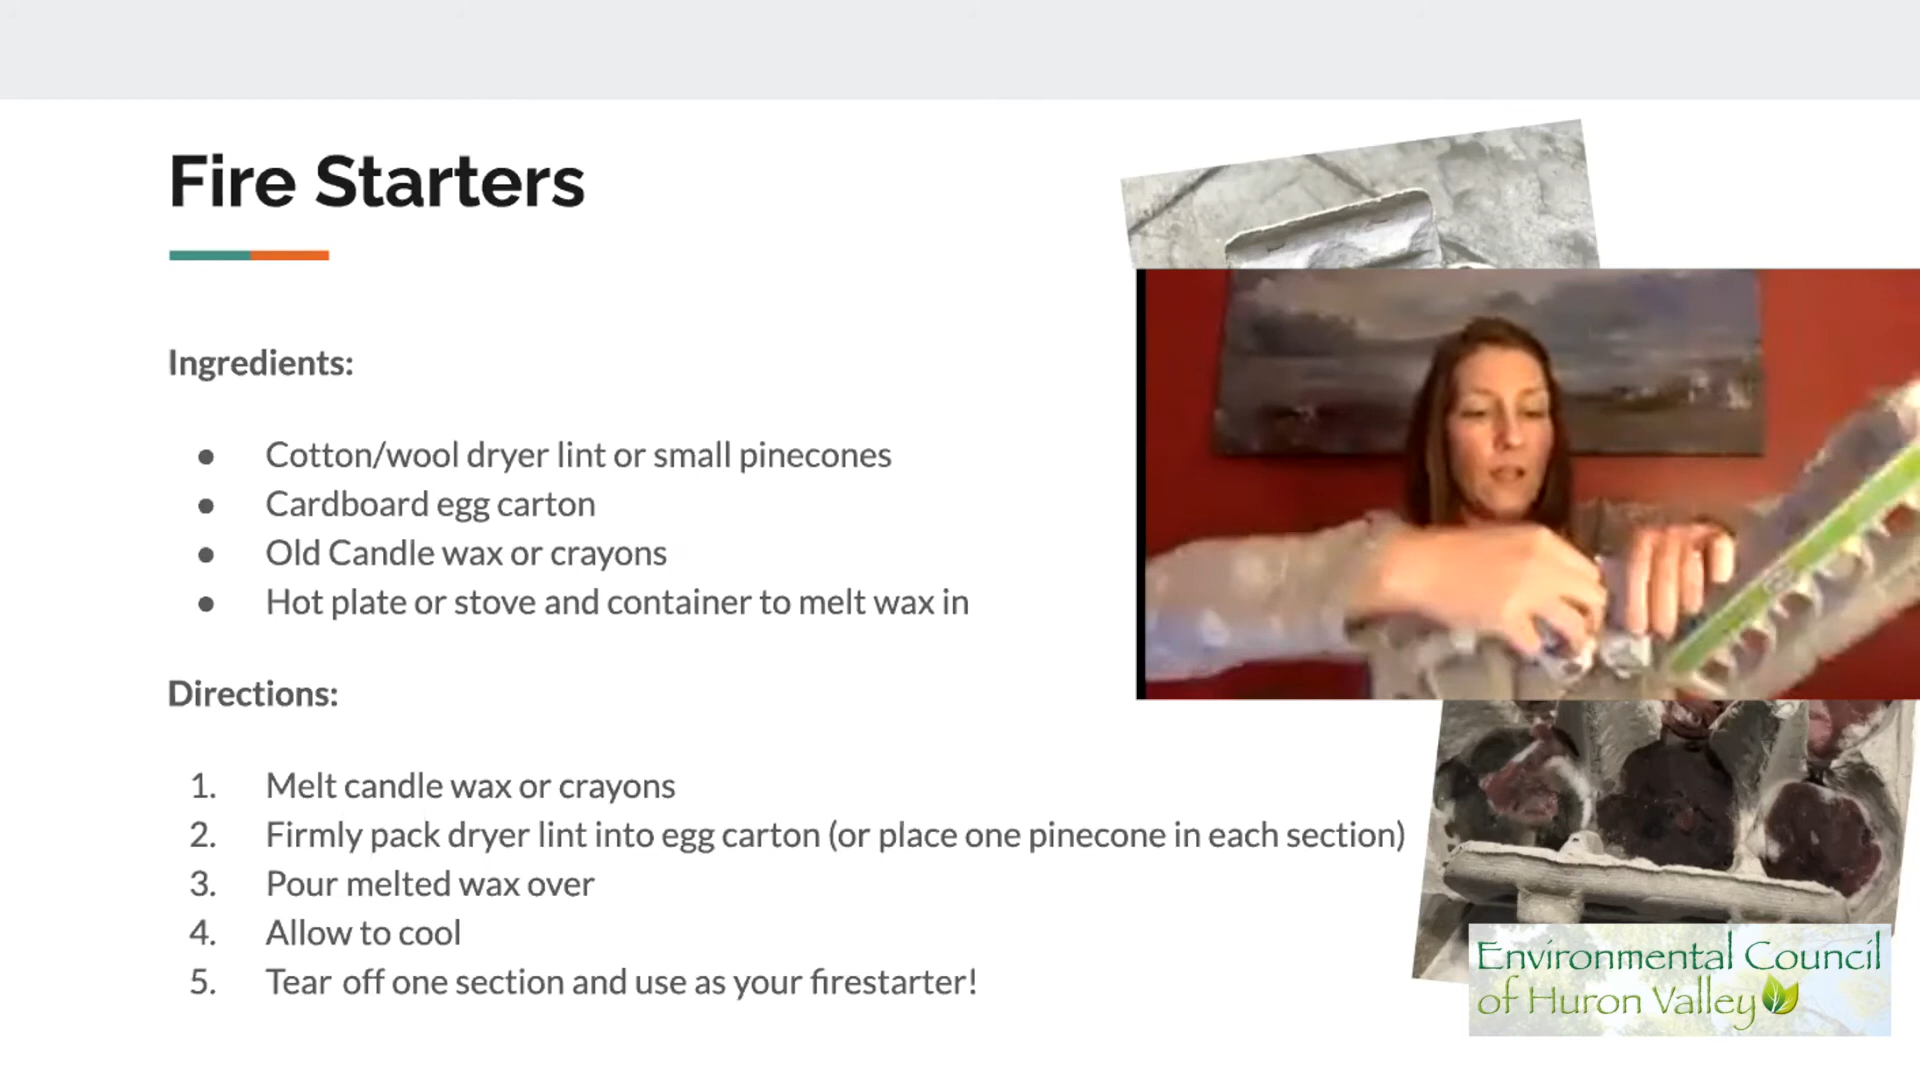 Fire Starters
Ingredients:
● Cotton/wool dryer lint or small pinecones
● Cardboard egg carton
● Old Candle wax or crayons
● Hot plate or stove and container to melt wax in
Directions:
1. Melt candle wax or crayons
2. Firmly pack dryer lint into egg carton (or place one pinecone in each section)
3. Pour melted wax over
4. Allow to cool
5. Tear off one section and use as your firestarter!
Environmental Council
of Huron Valley